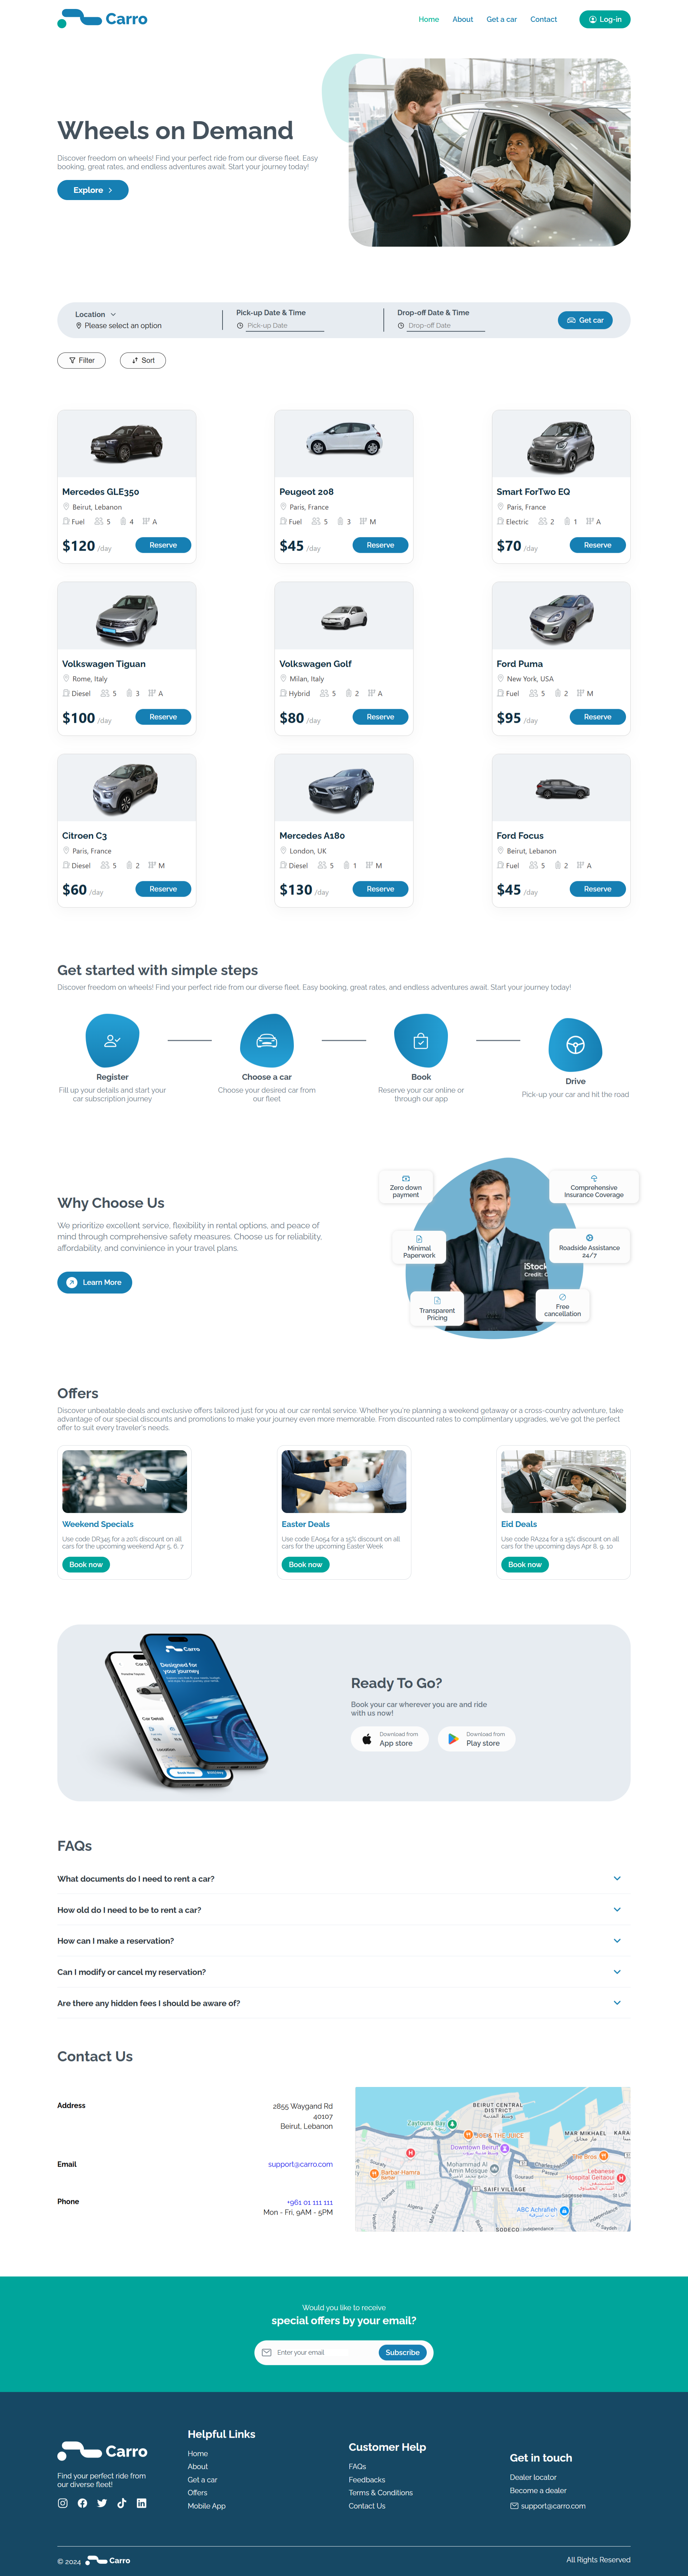 Carro
Home About Get a car Contact Log-in
Wheels on Demand
Discover freedom on wheels! Find your perfect ride from our diverse fleet. Easy
booking, great rates, and endless adventures await. Start your journey today!
Explore
Location
Please select an option
Pick-up Date & Time
Pick-up Date
Drop-off Date & Time
Drop-off Date
Get car
Filter Sort
Mercedes GLE350
Beirut, Lebanon
Fuel 5 4 A
$120 /day Reserve
Peugeot 208
Paris, France
Fuel 5 3 M
$45 /day Reserve
Smart ForTwo EQ
Paris, France
Electric 2 1 A
$70 /day Reserve
Volkswagen Tiguan
Rome, Italy
Diesel 5 3 A
$100 /day Reserve
Volkswagen Golf
Milan, Italy
Hybrid 5 2 A
$80 /day Reserve
Ford Puma
New York, USA
Fuel 5 2 M
$95 /day Reserve
Citroen C3
Paris, France
Diesel 5 2 M
$60 /day Reserve
Mercedes A180
London, UK
Diesel 5 1 M
$130 /day Reserve
Ford Focus
Beirut, Lebanon
Fuel 5 2 A
$45 /day Reserve
Get started with simple steps
Discover freedom on wheels! Find your perfect ride from our diverse fleet. Easy booking, great rates, and endless adventures await. Start your journey today!
Register
Fill up your details and start your
car subscription journey
Choose a car
Choose your desired car from
our fleet
Book
Reserve your car online or
through our app
Drive
Pick-up your car and hit the road
Why Choose Us
We prioritize excellent service, flexibility in rental options, and peace of
mind through comprehensive safety measures. Choose us for reliability,
affordability, and convinience in your travel plans.
Learn More
Zero down
payment
Comprehensive
Insurance Coverage
Minimal
Paperwork
Roadside Assistance
24/7
Transparent
Pricing
Free
cancellation
iStock
Credit:
Offers
Discover unbeatable deals and exclusive offers tailored just for you at our car rental service. Whether you're planning a weekend getaway or a cross-country adventure, take
advantage of our special discounts and promotions to make your journey even more memorable. From discounted rates to complimentary upgrades, we've got the perfect
offer to suit every traveler's needs.
Weekend Specials
Use code DR345 for a 20% discount on all
cars for the upcoming weekend Apr 5, 6, 7
Book now
Easter Deals
Use code EA054 for a 15% discount on all
cars for the upcoming Easter Week
Book now
Eid Deals
Use code RA224 for a 15% discount on all
cars for the upcoming days Apr 8, 9, 10
Book now
Carro
Designed for
your journey
Ready To Go?
Book your car wherever you are and ride
with us now!
Download from
App store
Download from
Play store
FAQs
What documents do I need to rent a car?
How old do I need to be to rent a car?
How can I make a reservation?
Can I modify or cancel my reservation?
Are there any hidden fees I should be aware of?
Contact Us
Address
2855 Waygand Rd
40107
Beirut, Lebanon
Email
support@carro.com
Phone
+961 01 111 111
Mon - Fri, 9AM - 5PM
BEIRUT CENTRAL
DISTRICT
Zaytouna Bay
MAR MIKHAEL
مار مخايل
Downtown Beirut
Mohammad Al
Amin Mosque
Barbar Hamra
Lebanese
Hospital Geitaoui
SAIFI VILLAGE
ABC Achrafieh
SODECO
Independence
Would you like to receive
special offers by your email?
Enter your email
Subscribe
Carro
Find your perfect ride from
our diverse fleet!
Helpful Links
Home
About
Get a car
Offers
Mobile App
Customer Help
FAQs
Feedbacks
Terms & Conditions
Contact Us
Get in touch
Dealer locator
Become a dealer
support@carro.com
© 2024 Carro
All Rights Reserved